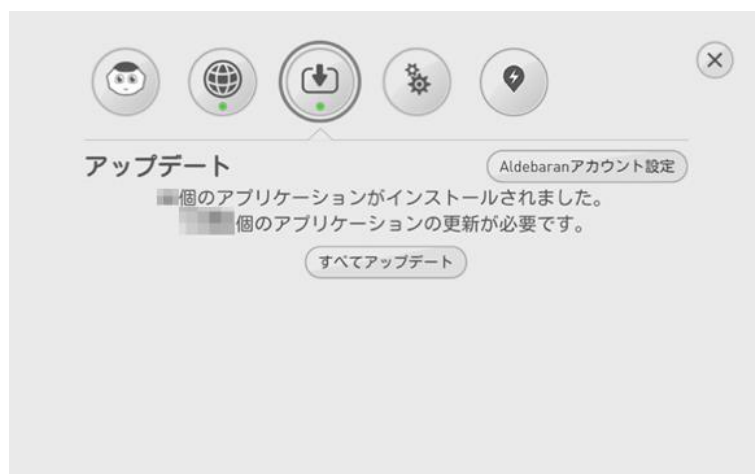 アップデート
Aldebaranアカウント設定
個のアプリケーションがインストールされました。
個のアプリケーションの更新が必要です。
すべてアップデート